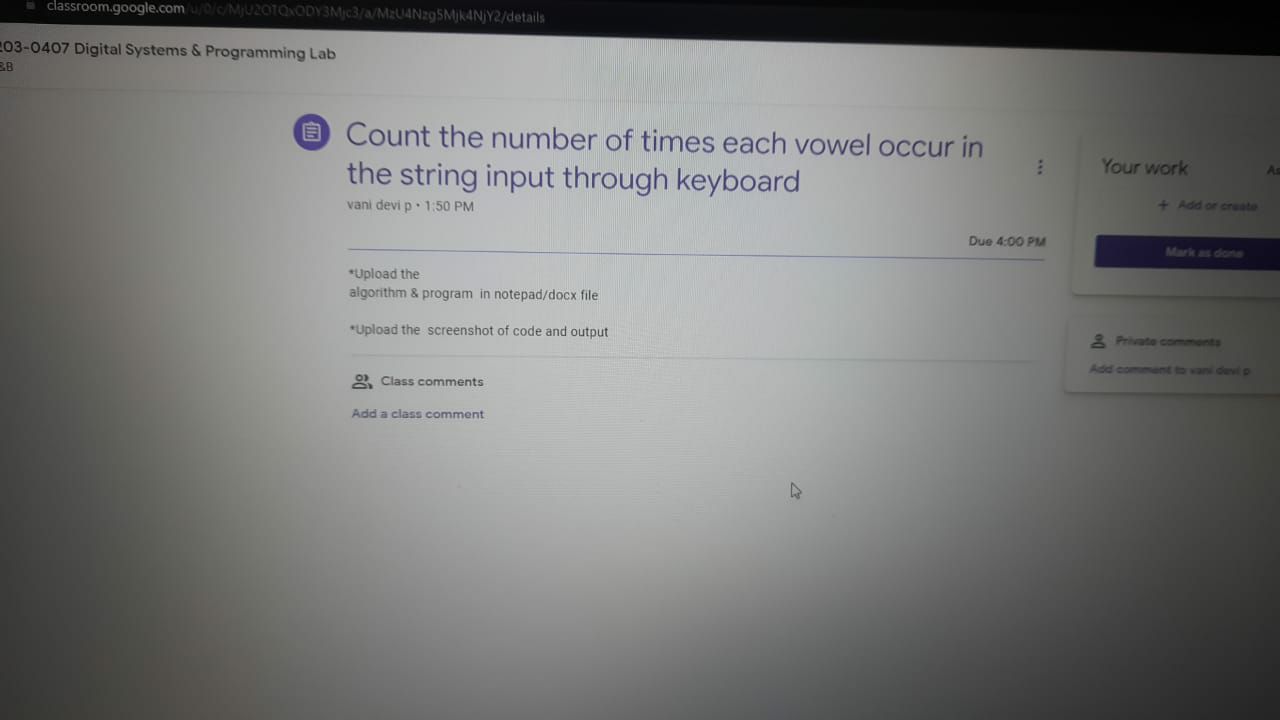 classroom.google.com/u/0/c/MjU2OTQxODY3Mjc3/a/MzU4Nzg5Mjk4NjY2/details
203-0407 Digital Systems & Programming Lab
&B
Count the number of times each vowel occur in
the string input through keyboard
vani devi p • 1:50 PM
Due 4:00 PM
*Upload the
algorithm & program in notepad/docx file
*Upload the screenshot of code and output
Class comments
Add a class comment
Your work
As
+ Add or create
Mark as done
Private comments
Add comment to vani devi p